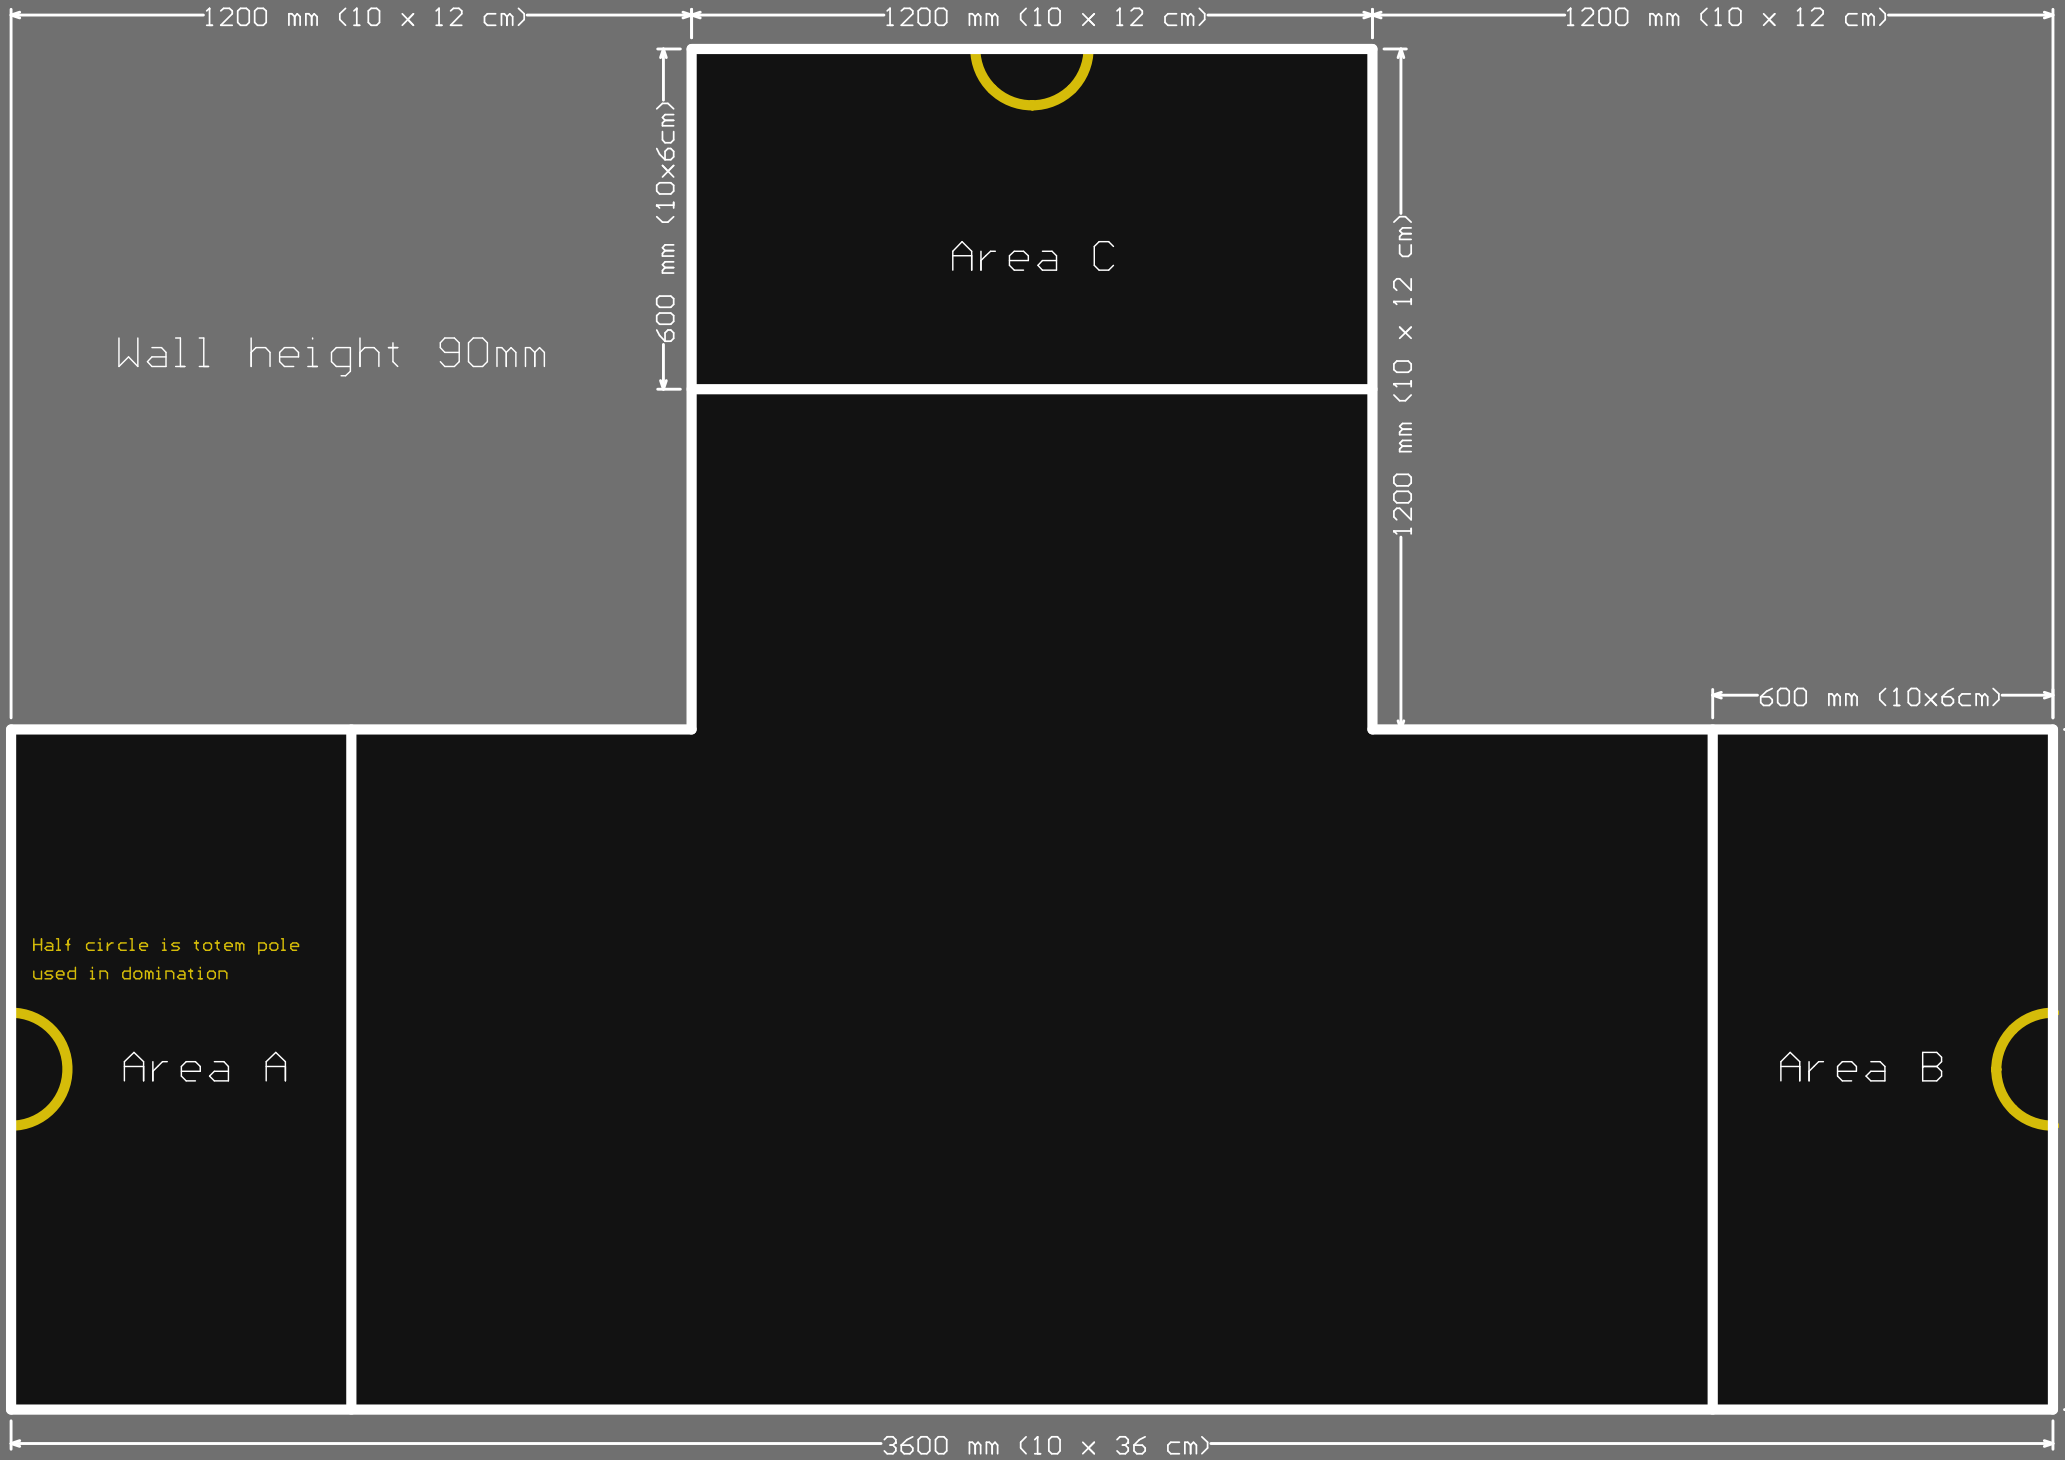 1200 mm (10 x 12 cm)
1200 mm (10 x 12 cm)
1200 mm (10 x 12 cm)
600 mm (10x6cm)
Area C
1200 mm (10 x 12 cm)
Wall height 90mm
600 mm (10x6cm)
Half circle is totem pole
used in domination
Area A
Area B
3600 mm (10 x 36 cm)